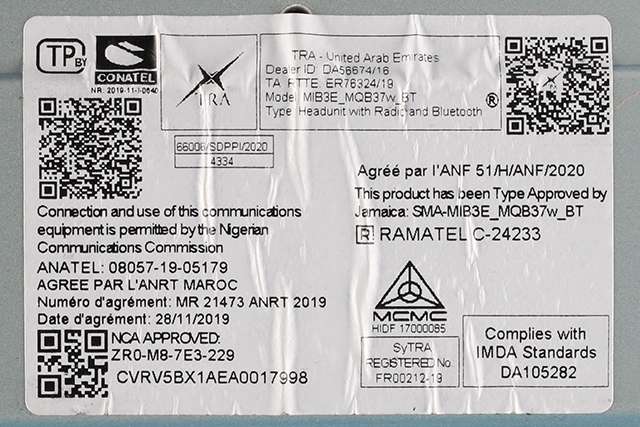 TP BY
CONATEL
NR: 2019-11-I-0640
TRA
TRA - United Arab Emirates
Dealer ID: DA56674/16
TA RTTE: ER76324/19
Model: MIB3E_MQB37w_BT
Type: Headunit with Radio and Bluetooth
®
TRA
66006/SDPPI/2020
4334
Agréé par l'ANF 51/H/ANF/2020
This product has been Type Approved by
Jamaica: SMA-MIB3E_MQB37w_BT
R RAMATEL C-24233
Connection and use of this communications
equipment is permitted by the Nigerian
Communications Commission
ANATEL: 08057-19-05179
AGREE PAR L'ANRT MAROC
Numéro d'agrément: MR 21473 ANRT 2019
Date d'agrément: 28/11/2019
NCA APPROVED:
ZR0-M8-7E3-229
CVRV5BX1AEA0017998
MCMC
HIDF 17000085
SyTRA
REGISTERED No
FR00212-19
Complies with
IMDA Standards
DA105282